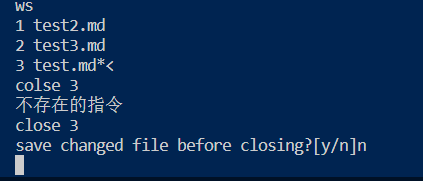 ws
1 test2.md
2 test3.md
3 test.md*<
colse 3
不存在的指令
close 3
save changed file before closing?[y/n]n